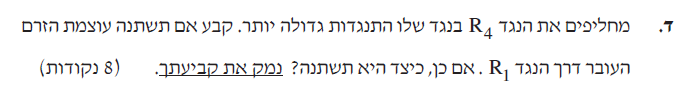 ד. מחליפים את הנגד R4 בנגד שלו התנגדות גדולה יותר. קבע אם תשתנה עוצמת הזרם
העובר דרך הנגד R1 . אם כן, כיצד היא תשתנה? נמק את קביעתך. (8 נקודות)